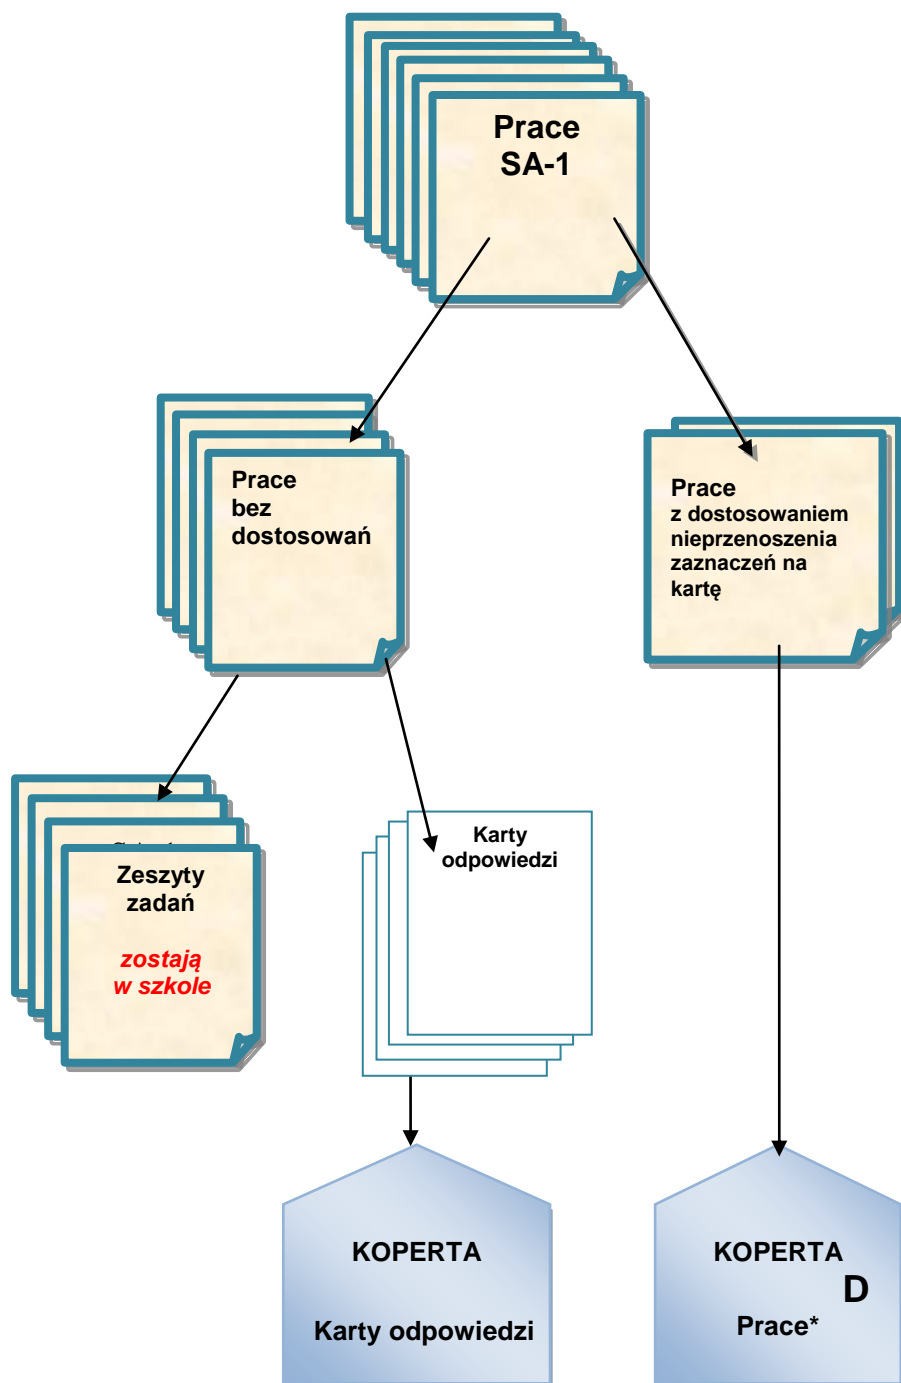 Prace
SA-1
Prace
bez
dostosowań
Prace
z dostosowaniem
nieprzenoszenia
zaznaczeń na
kartę
Zeszyty
zadań
zostają
w szkole
Karty
odpowiedzi
KOPERTA
Karty odpowiedzi
KOPERTA
D
Prace*